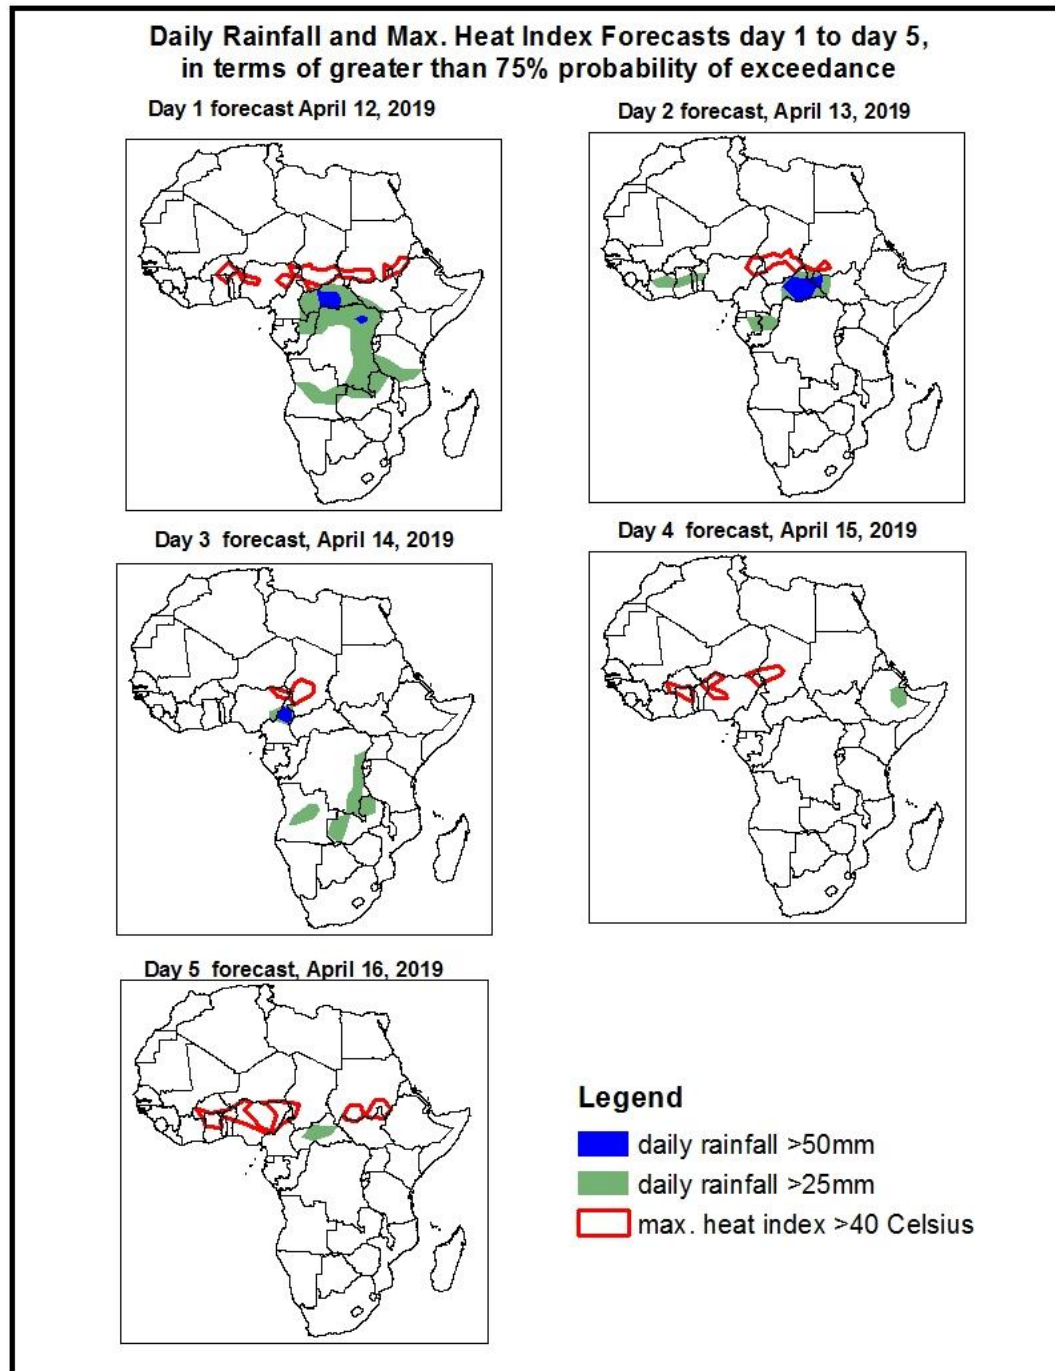 Daily Rainfall and Max. Heat Index Forecasts day 1 to day 5,
in terms of greater than 75% probability of exceedance
Day 1 forecast April 12, 2019
Day 2 forecast, April 13, 2019
Day 3 forecast, April 14, 2019
Day 4 forecast, April 15, 2019
Day 5 forecast, April 16, 2019
Legend
daily rainfall >50mm
daily rainfall >25mm
max. heat index >40 Celsius